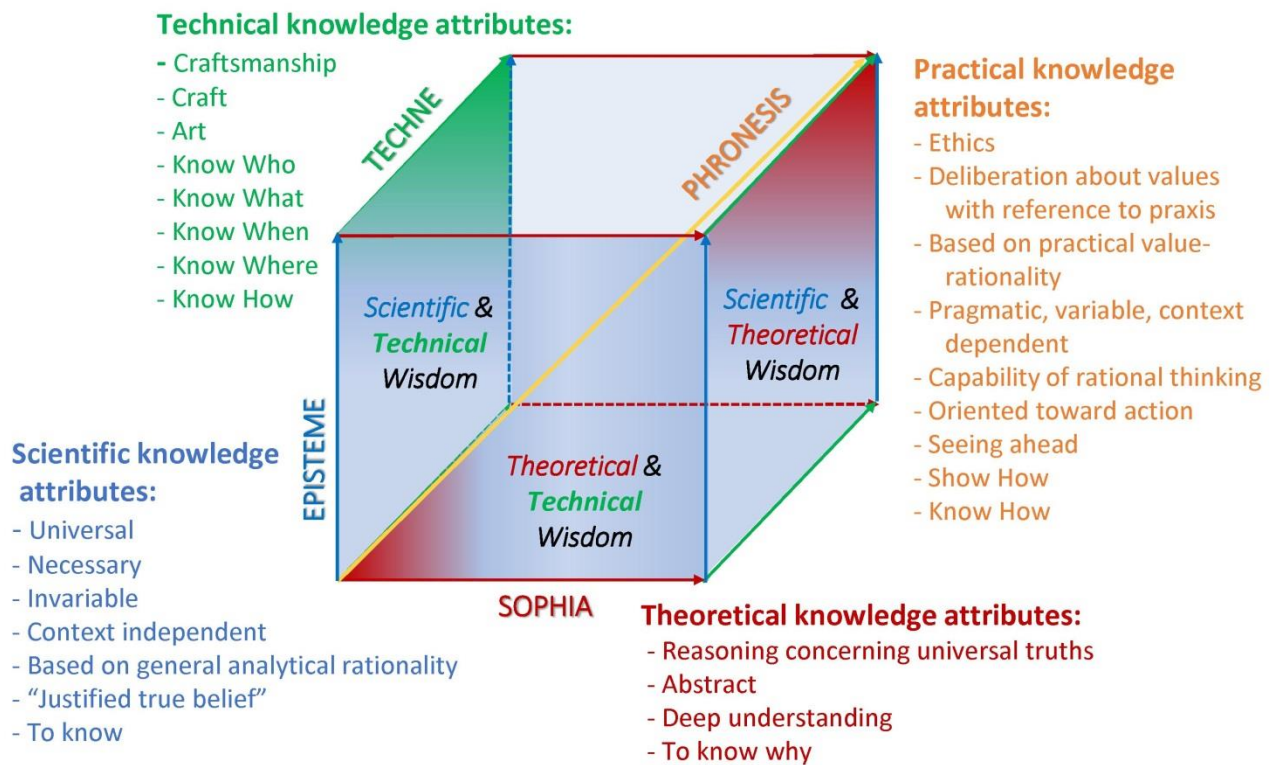 Technical knowledge attributes:
- Craftsmanship
- Craft
- Art
- Know Who
- Know What
- Know When
- Know Where
- Know How
TECHNE
PHRONESIS
Practical knowledge
attributes:
- Ethics
- Deliberation about values
with reference to praxis
- Based on practical value-
rationality
- Pragmatic, variable, context
dependent
- Capability of rational thinking
- Oriented toward action
- Seeing ahead
- Show How
- Know How
Scientific &
Technical
Wisdom
Scientific &
Theoretical
Wisdom
Theoretical &
Technical
Wisdom
EPISTEME
SOPHIA
Scientific knowledge
attributes:
- Universal
- Necessary
- Invariable
- Context independent
- Based on general analytical rationality
- “Justified true belief”
- To know
Theoretical knowledge attributes:
- Reasoning concerning universal truths
- Abstract
- Deep understanding
- To know why